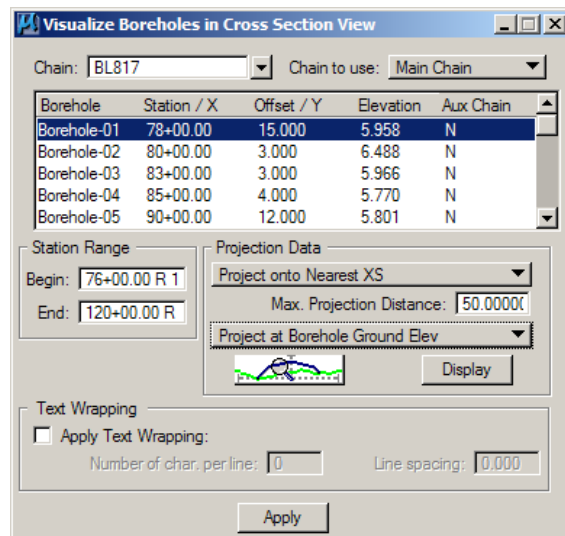 Visualize Boreholes in Cross Section View
Chain: BL817 Chain to use: Main Chain
Borehole Station / X Offset / Y Elevation Aux Chain
Borehole-01 78+00.00 15.000 5.958 N
Borehole-02 80+00.00 3.000 6.488 N
Borehole-03 83+00.00 3.000 5.966 N
Borehole-04 85+00.00 4.000 5.770 N
Borehole-05 90+00.00 12.000 5.801 N
Station Range
Begin: 76+00.00 R 1
End: 120+00.00 R
Projection Data
Project onto Nearest XS
Max. Projection Distance: 50.00000
Project at Borehole Ground Elev
Display
Text Wrapping
Apply Text Wrapping:
Number of char. per line: 0 Line spacing: 0.000
Apply